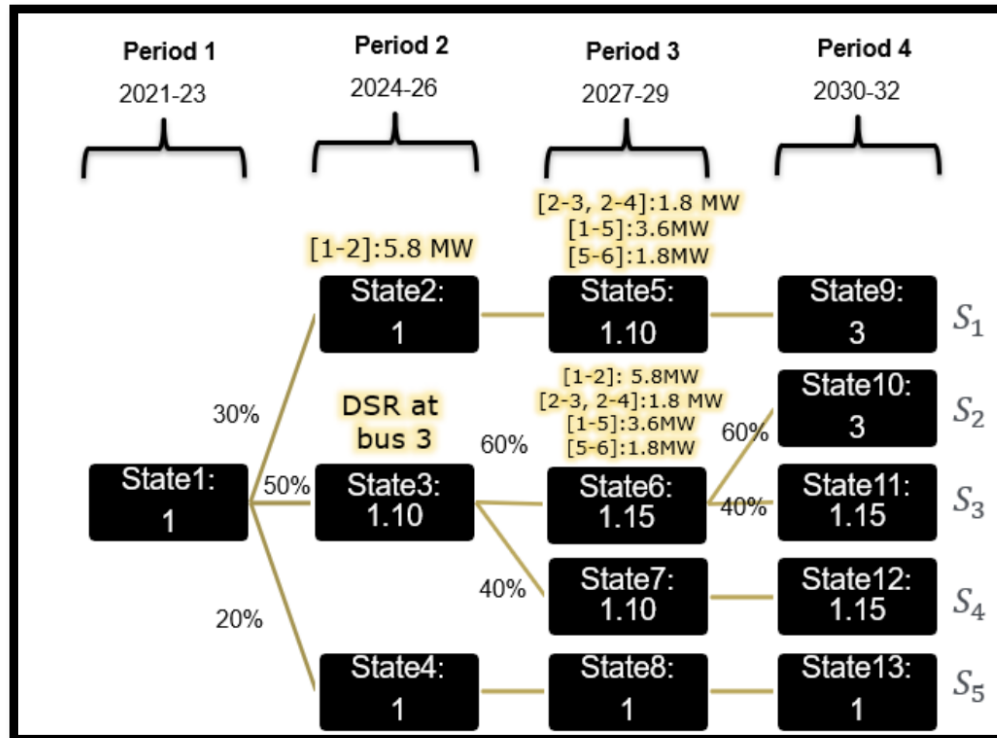 Period 1
2021-23
Period 2
2024-26
Period 3
2027-29
Period 4
2030-32
[1-2]:5.8 MW
[2-3, 2-4]:1.8 MW
[1-5]:3.6MW
[5-6]:1.8MW
State2:
1
State5:
1.10
State9:
3
S₁
30%
DSR at
bus 3
60%
[1-2]: 5.8MW
[2-3, 2-4]:1.8 MW
[1-5]:3.6MW
[5-6]:1.8MW
60%
State10:
3
S₂
State1:
1
50%
State3:
1.10
State6:
1.15
40%
State11:
1.15
S₃
20%
40%
State7:
1.10
State12:
1.15
S₄
State4:
1
State8:
1
State13:
1
S₅